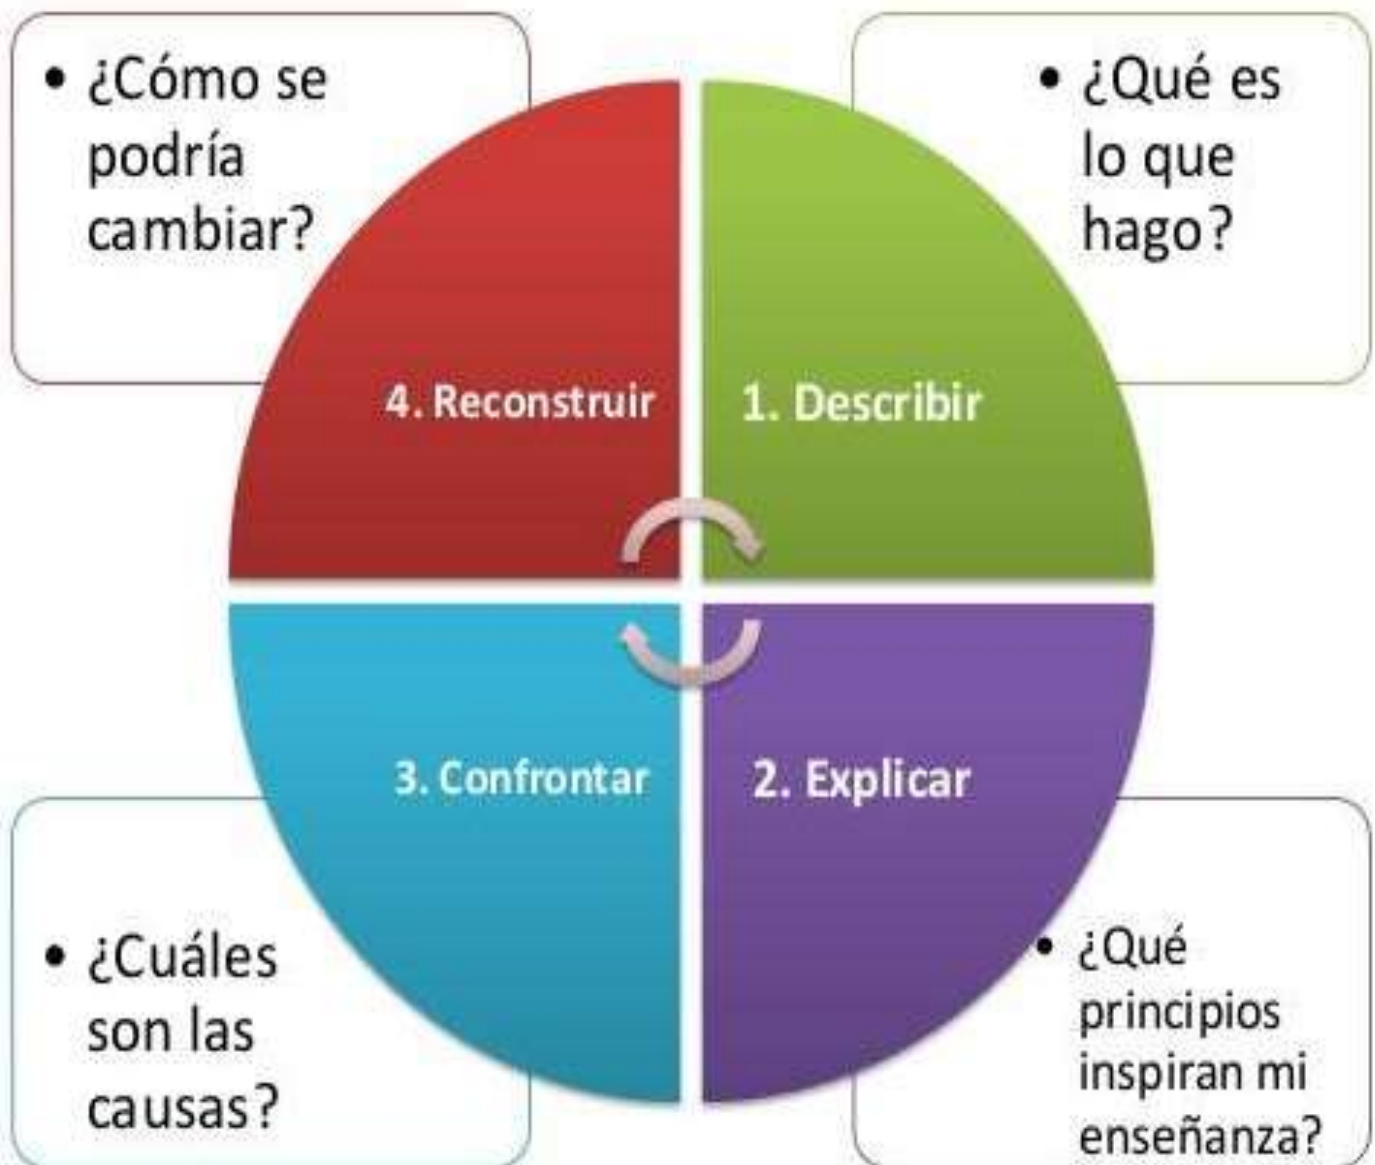 • ¿Cómo se
podría
cambiar?
• ¿Qué es
lo que
hago?
4. Reconstruir
1. Describir
3. Confrontar
2. Explicar
• ¿Cuáles
son las
causas?
• ¿Qué
principios
inspiran mi
enseñanza?